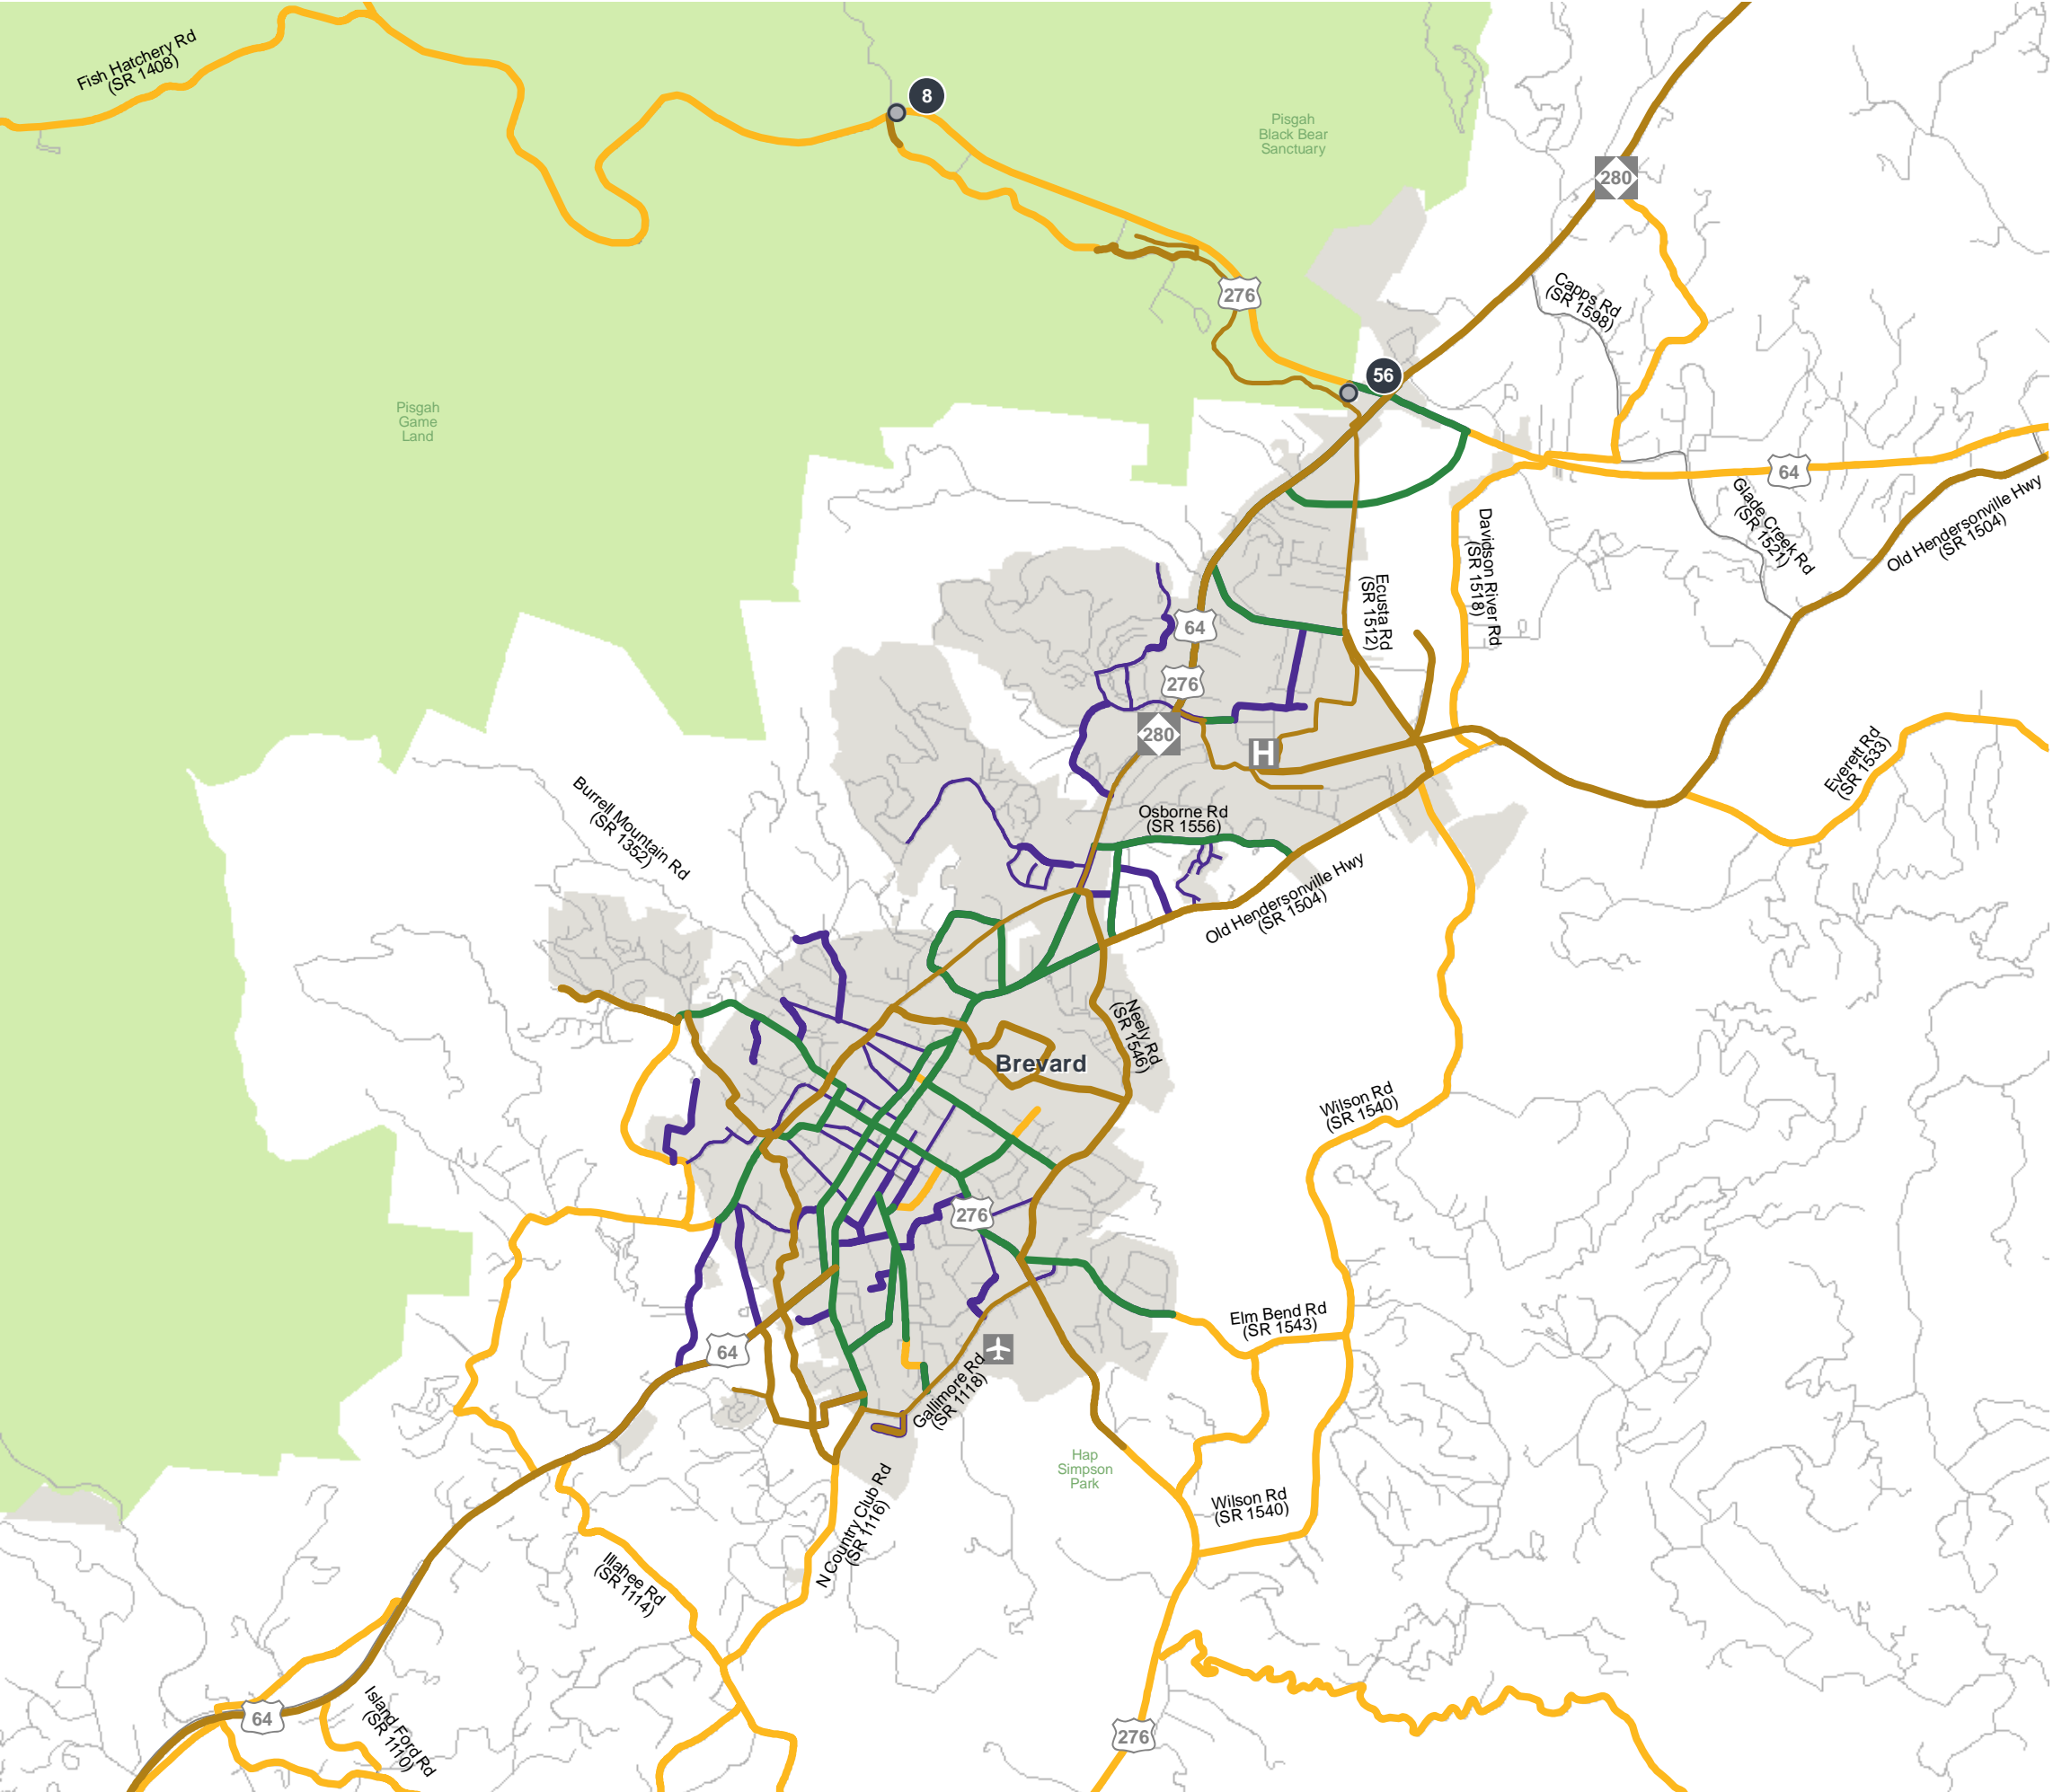 Fish Hatchery Rd
(SR 1408)
8
Pisgah
Black Bear
Sanctuary
280
276
Capps Rd
(SR 1598)
56
Pisgah
Game
Land
64
Glade Creek Rd
(SR 1521)
Old Hendersonville Hwy
(SR 1504)
Davidson River Rd
(SR 1518)
Ecusta Rd
(SR 1512)
64
276
280
H
Everett Rd
(SR 1533)
Burrell Mountain Rd
(SR 1352)
Osborne Rd
(SR 1556)
Old Hendersonville Hwy
(SR 1504)
Neely Rd
(SR 1546)
Brevard
Wilson Rd
(SR 1540)
276
Elm Bend Rd
(SR 1543)
64
Gallimore Rd
(SR 1118)
Hap
Simpson
Park
Wilson Rd
(SR 1540)
N Country Club Rd
(SR 1116)
Illahee Rd
(SR 1114)
Island Ford Rd
(SR 1110)
64
276